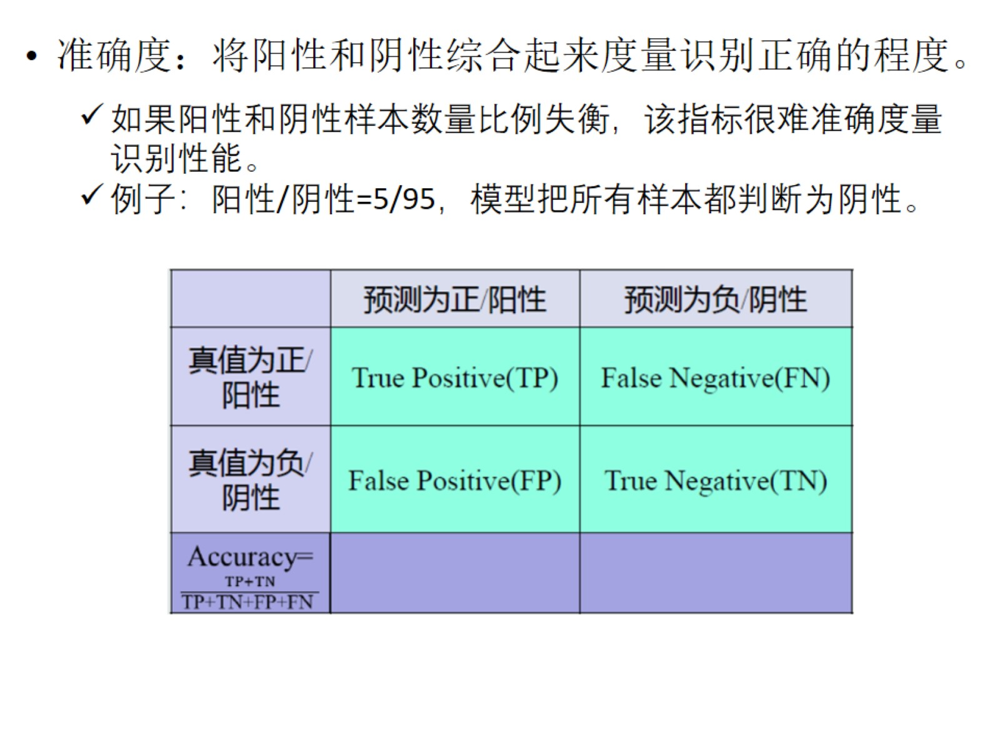 • 准确度：将阳性和阴性综合起来度量识别正确的程度。
✓如果阳性和阴性样本数量比例失衡，该指标很难准确度量
识别性能。
✓例子：阳性/阴性=5/95，模型把所有样本都判断为阴性。
预测为正/阳性
预测为负/阴性
真值为正/
阳性
True Positive(TP)
False Negative(FN)
真值为负/
阴性
False Positive(FP)
True Negative(TN)
Accuracy=
TP+TN
TP+TN+FP+FN